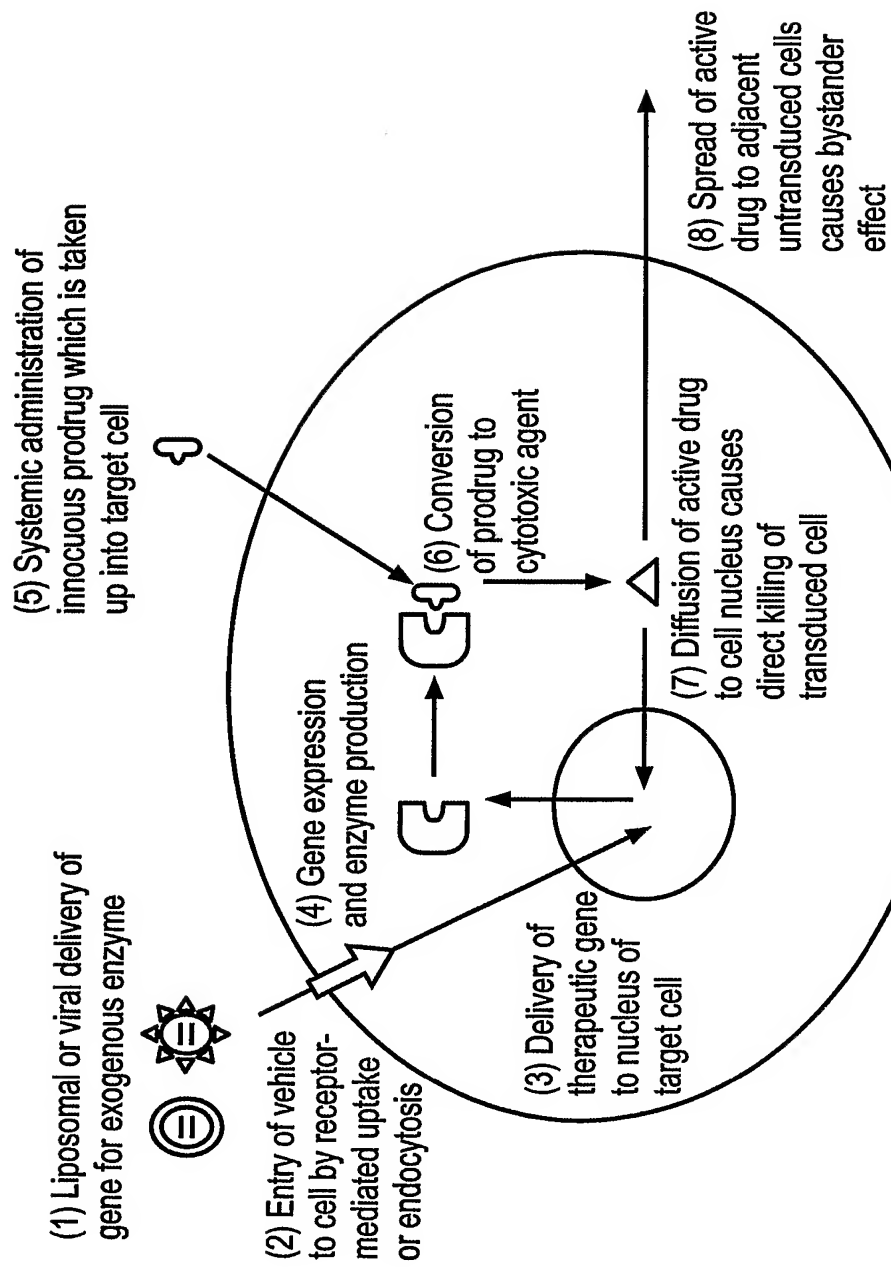 (1) Liposomal or viral delivery of
gene for exogenous enzyme
(2) Entry of vehicle
to cell by receptor-
mediated uptake
or endocytosis
(3) Delivery of
therapeutic gene
to nucleus of
target cell
(4) Gene expression
and enzyme production
(5) Systemic administration of
innocuous prodrug which is taken
up into target cell
(6) Conversion
of prodrug to
cytotoxic agent
(7) Diffusion of active drug
to cell nucleus causes
direct killing of
transduced cell
(8) Spread of active
drug to adjacent
untransduced cells
causes bystander
effect